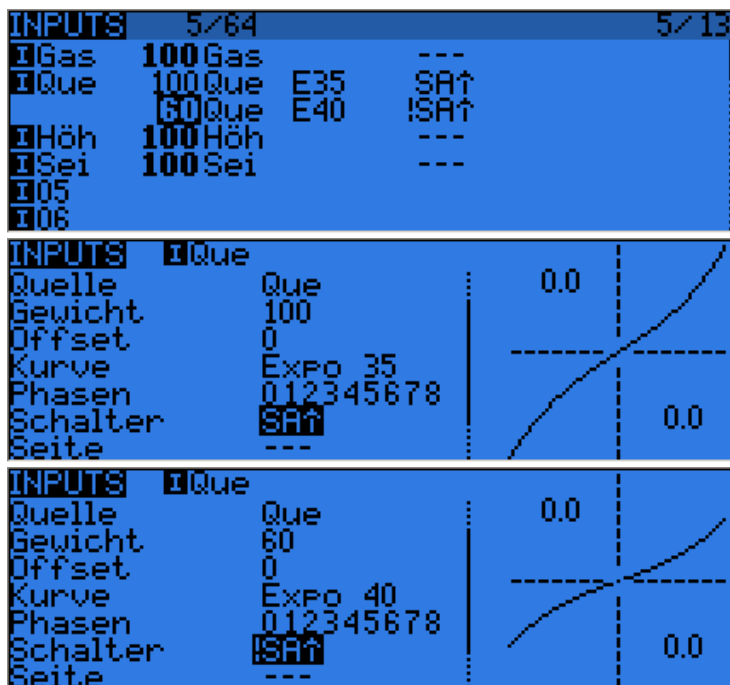 INPUTS 5/64 5/13
IGas 100 Gas ---
IQue 100 Que E35 SA↑
60 Que E40 !SA↑
IHöh 100 Höh ---
ISei 100 Sei ---
I05
I06
INPUTS IQue
Quelle Que 0.0
Gewicht 100
Offset 0
Kurve Expo 35
Phasen 012345678
Schalter SA↑ 0.0
Seite ---
INPUTS IQue
Quelle Que 0.0
Gewicht 60
Offset 0
Kurve Expo 40
Phasen 012345678
Schalter !SA↑ 0.0
Seite ---